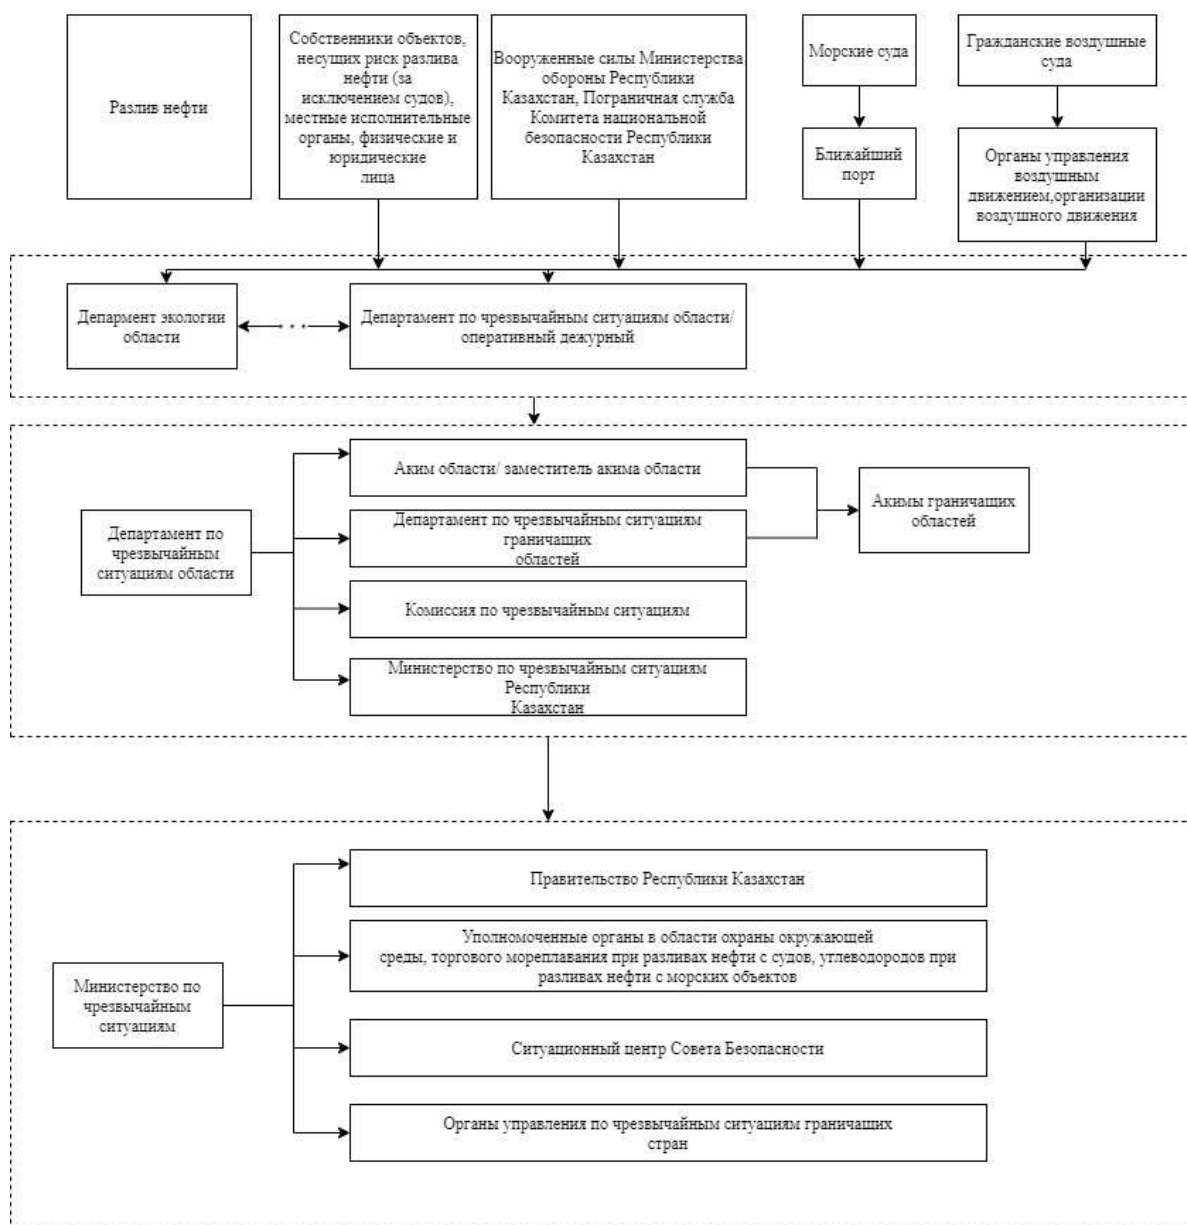 Разлив нефти
Собственники объектов,
несущих риск разлива
нефти (за
исключением судов),
местные исполнительные
органы, физические и
юридические
лица
Вооруженные силы Министерства
обороны Республики
Казахстан, Пограничная служба
Комитета национальной
безопасности Республики
Казахстан
Морские суда
Гражданские воздушные
суда
Ближайший
порт
Органы управления
воздушным
движением,организации
воздушного движения
Депармент экологии
области
Департамент по чрезвычайным ситуациям области/
оперативный дежурный
Департамент по
чрезвычайным
ситуациям области
Аким области/ заместитель акима области
Департамент по чрезвычайным ситуациям
граничащих
областей
Комиссия по чрезвычайным ситуациям
Министерство по чрезвычайным ситуациям
Республики
Казахстан
Акимы граничащих
областей
Министерство по
чрезвычайным
ситуациям
Правительство Республики Казахстан
Уполномоченные органы в области охраны окружающей
среды, торгового мореплавания при разливах нефти с судов, углеводородов при
разливах нефти с морских объектов
Ситуационный центр Совета Безопасности
Органы управления по чрезвычайным ситуациям граничащих
стран